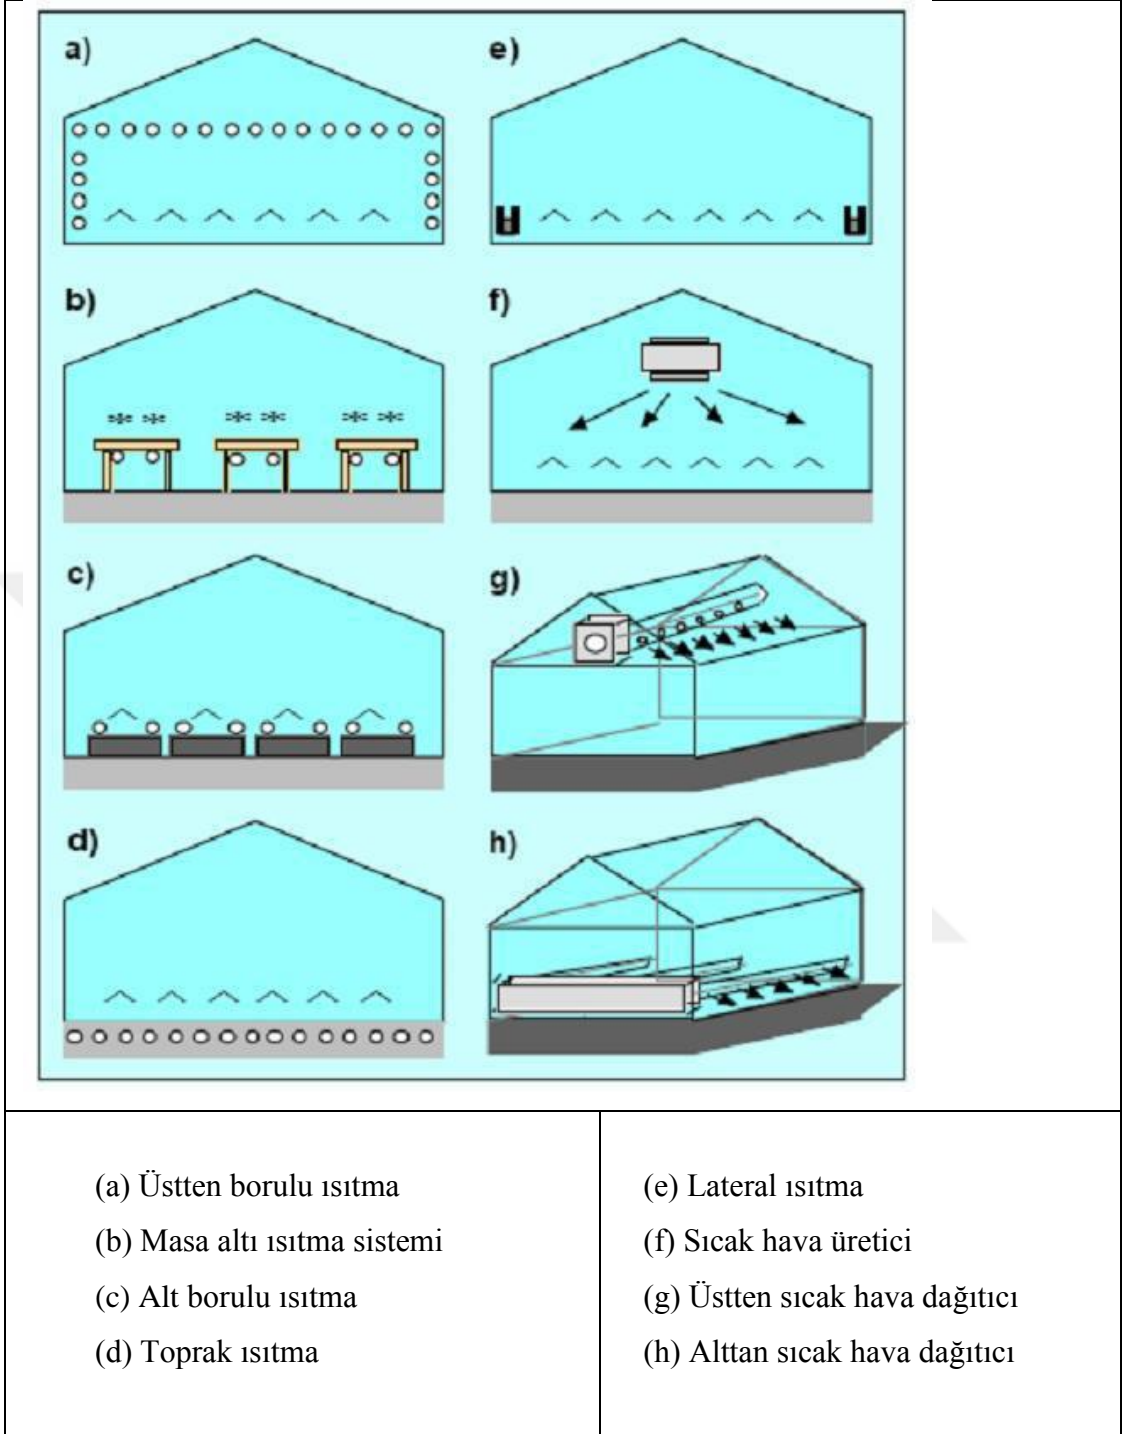 a)
e)
b)
f)
c)
g)
d)
h)
(a) Üstten borulu ısıtma
(b) Masa altı ısıtma sistemi
(c) Alt borulu ısıtma
(d) Toprak ısıtma
(e) Lateral ısıtma
(f) Sıcak hava üretici
(g) Üstten sıcak hava dağıtıcı
(h) Alttan sıcak hava dağıtıcı